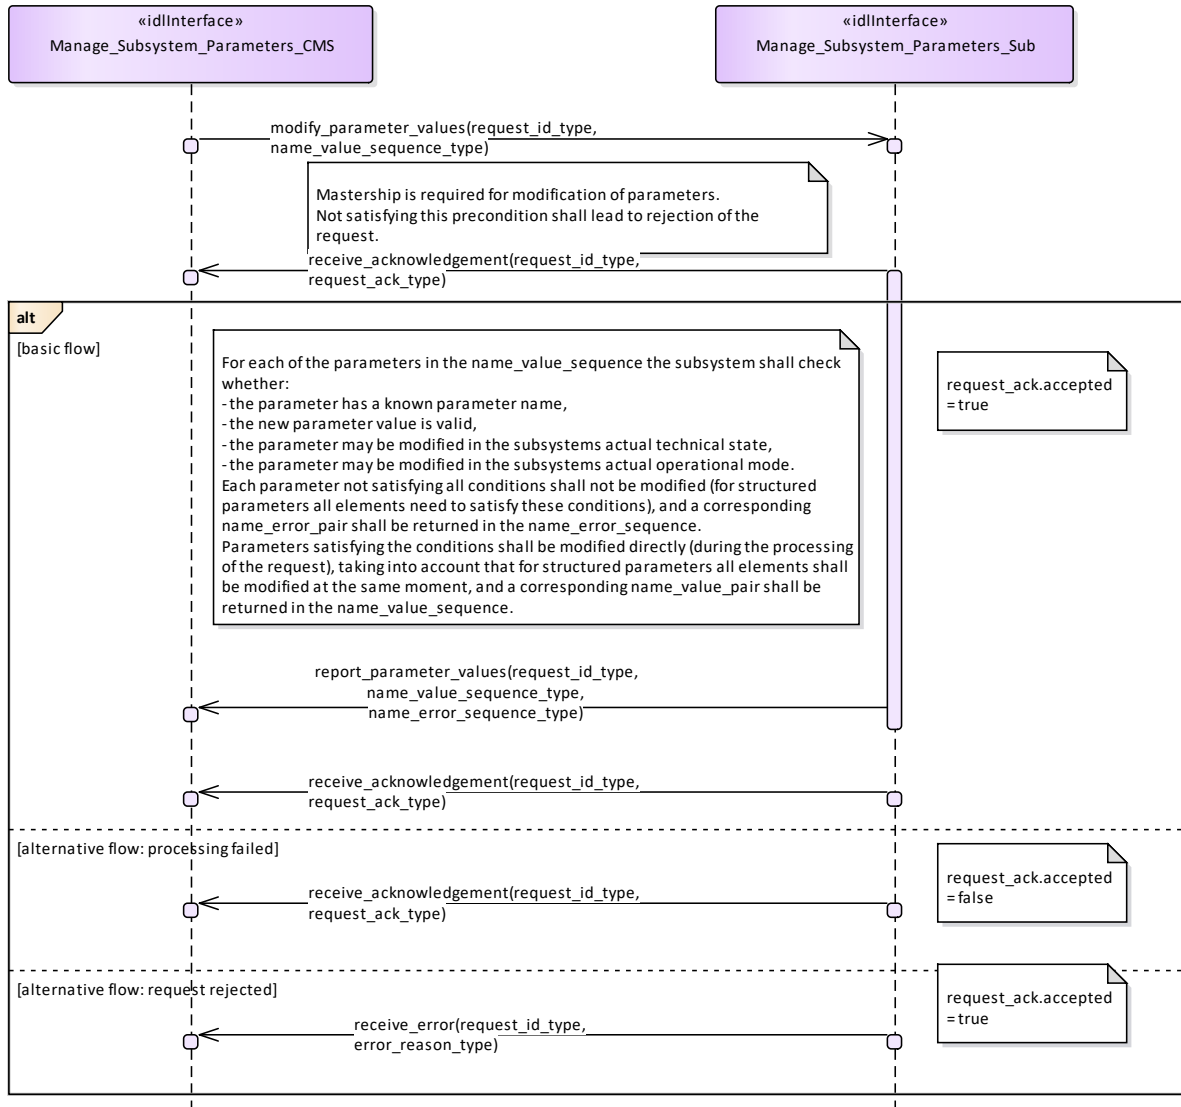 «idlInterface»
Manage_Subsystem_Parameters_CMS
«idlInterface»
Manage_Subsystem_Parameters_Sub
modify_parameter_values(request_id_type,
name_value_sequence_type)
Mastership is required for modification of parameters.
Not satisfying this precondition shall lead to rejection of the
request.
receive_acknowledgement(request_id_type,
request_ack_type)
alt
[basic flow]
For each of the parameters in the name_value_sequence the subsystem shall check
whether:
- the parameter has a known parameter name,
- the new parameter value is valid,
- the parameter may be modified in the subsystems actual technical state,
- the parameter may be modified in the subsystems actual operational mode.
Each parameter not satisfying all conditions shall not be modified (for structured
parameters all elements need to satisfy these conditions), and a corresponding
name_error_pair shall be returned in the name_error_sequence.
Parameters satisfying the conditions shall be modified directly (during the processing
of the request), taking into account that for structured parameters all elements shall
be modified at the same moment, and a corresponding name_value_pair shall be
returned in the name_value_sequence.
request_ack.accepted
= true
report_parameter_values(request_id_type,
name_value_sequence_type,
name_error_sequence_type)
receive_acknowledgement(request_id_type,
request_ack_type)
[alternative flow: processing failed]
receive_acknowledgement(request_id_type,
request_ack_type)
request_ack.accepted
= false
[alternative flow: request rejected]
receive_error(request_id_type,
error_reason_type)
request_ack.accepted
= true